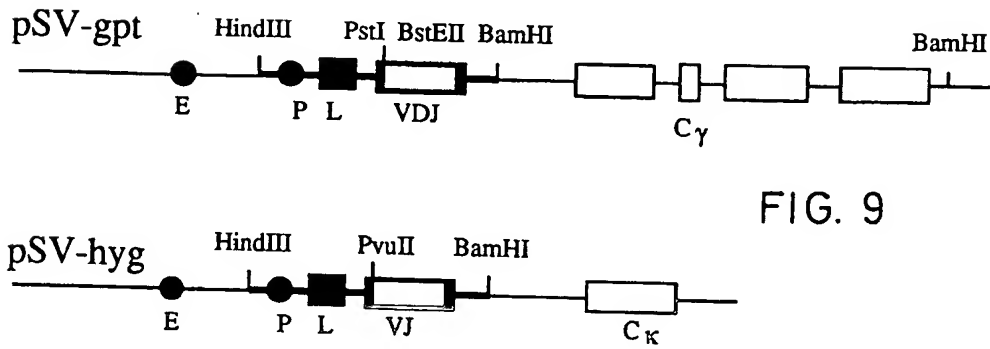 pSV-gpt
HindIII PstI BstEII BamHI BamHI
E P L VDJ Cγ
FIG. 9
pSV-hyg
HindIII PvuII BamHI
E P L VJ Cκ